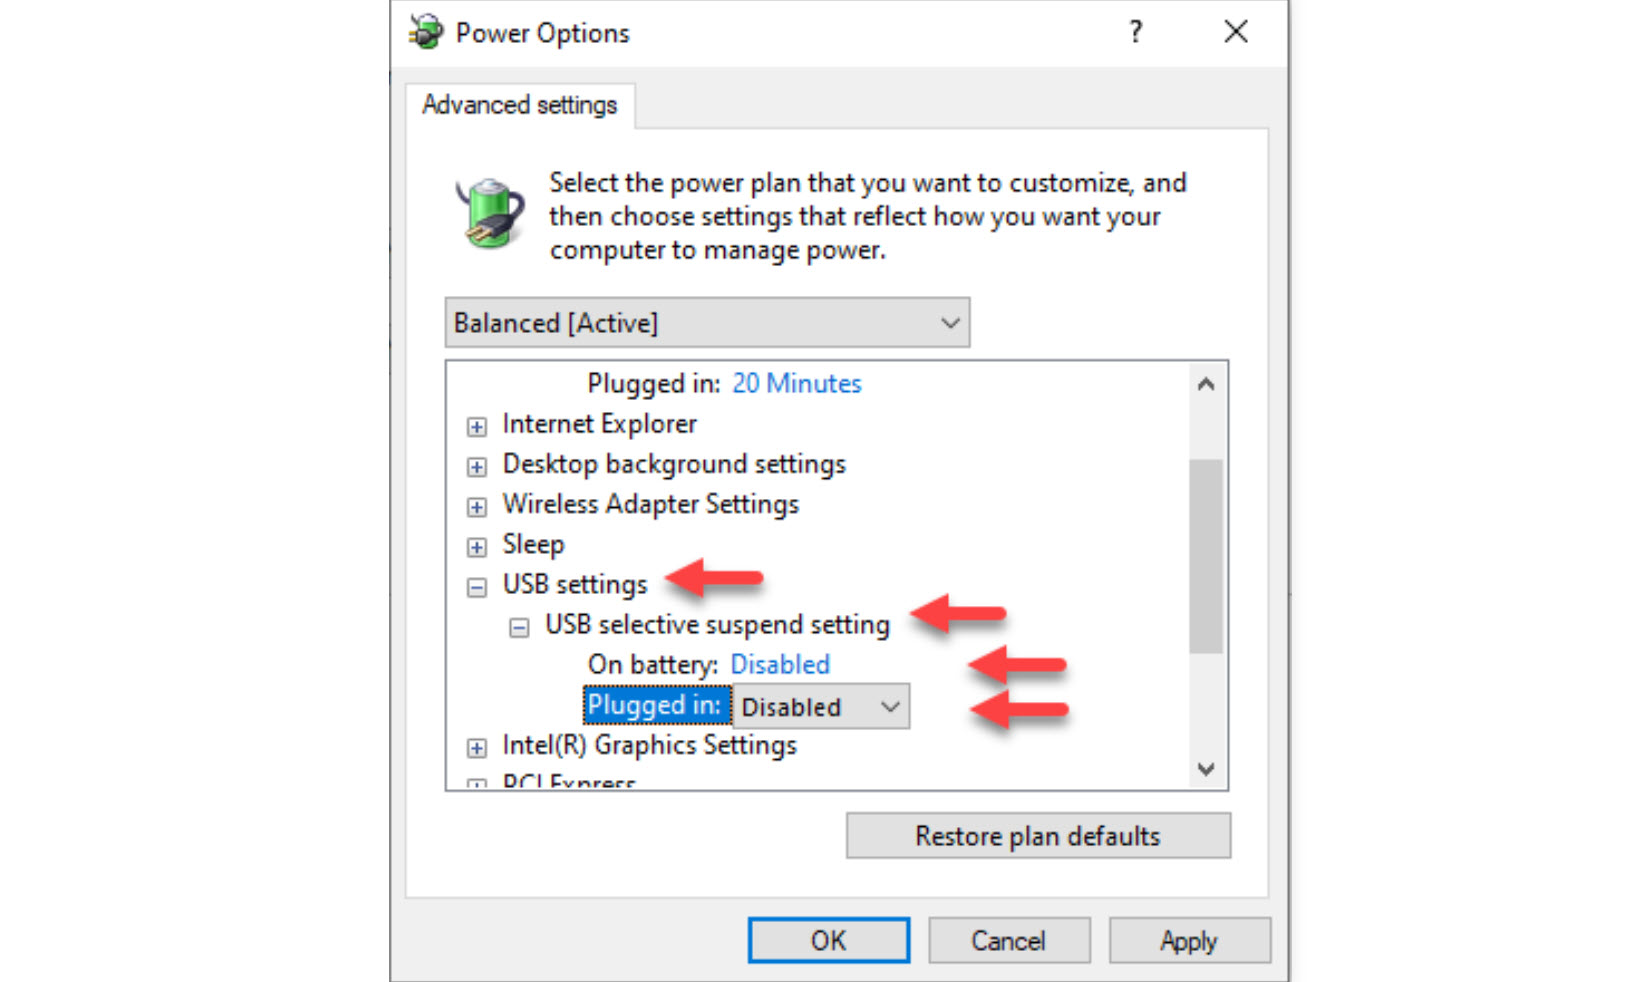 Power Options
?
Advanced settings
Select the power plan that you want to customize, and
then choose settings that reflect how you want your
computer to manage power.
Balanced [Active]
Plugged in: 20 Minutes
Internet Explorer
Desktop background settings
Wireless Adapter Settings
Sleep
USB settings
USB selective suspend setting
On battery: Disabled
Plugged in: Disabled
Intel(R) Graphics Settings
PCI Express
Restore plan defaults
OK Cancel Apply